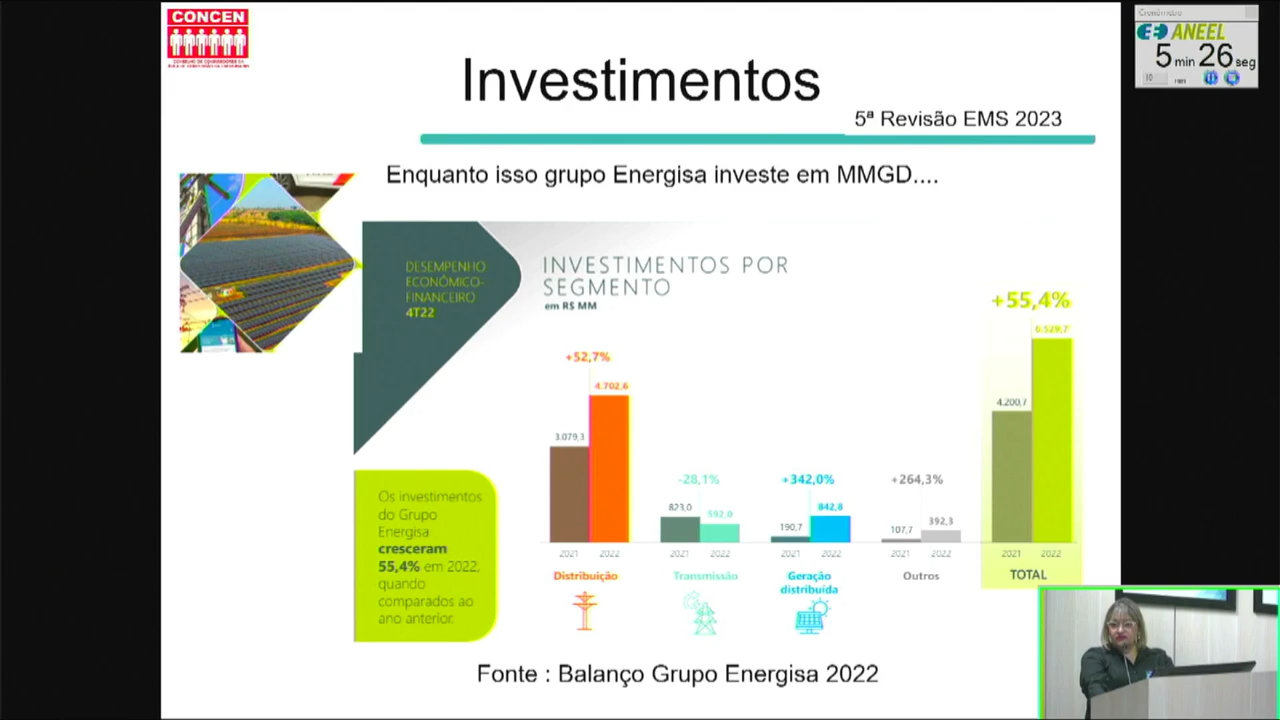 CONCEN
Investimentos
5ª Revisão EMS 2023
Enquanto isso grupo Energisa investe em MMGD....
Cronômetro
ANEEL
5 min 26 seg
10 min
DESEMPENHO
ECONÔMICO-
FINANCEIRO
4T22
INVESTIMENTOS POR
SEGMENTO
em R$ MM
+52,7%
3.079,3
4.702,6
2021
2022
Distribuição
-28,1%
823,0
592,0
2021
2022
Transmissão
+342,0%
190,7
842,8
2021
2022
Geração
distribuída
+264,3%
107,7
392,3
2021
2022
Outros
+55,4%
4.200,7
6.529,7
2021
2022
TOTAL
Os investimentos
do Grupo
Energisa
cresceram
55,4% em 2022,
quando
comparados ao
ano anterior.
Fonte : Balanço Grupo Energisa 2022